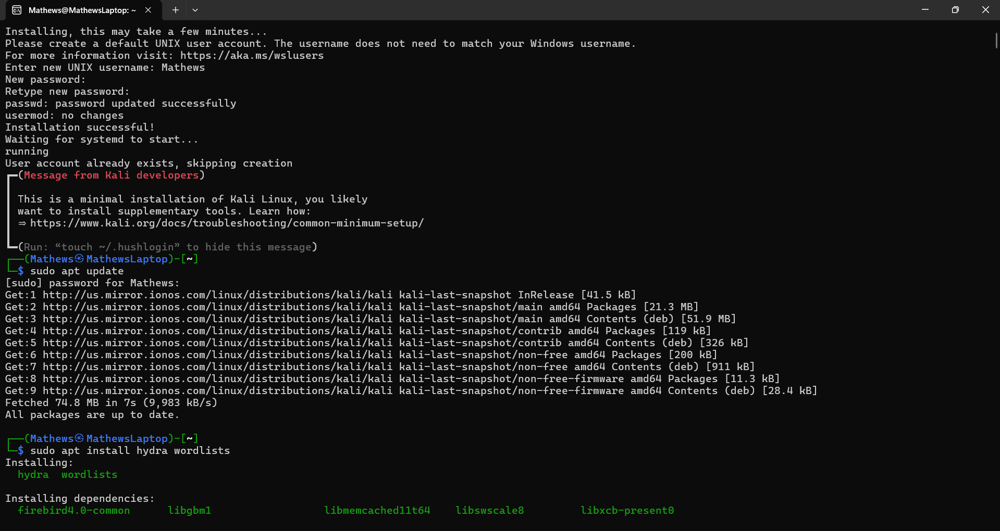 Mathews@MathewsLaptop: ~
Installing, this may take a few minutes...
Please create a default UNIX user account. The username does not need to match your Windows username.
For more information visit: https://aka.ms/wslusers
Enter new UNIX username: Mathews
New password:
Retype new password:
passwd: password updated successfully
usermod: no changes
Installation successful!
Waiting for systemd to start...
running
User account already exists, skipping creation
┏━(Message from Kali developers)
┃
┃ This is a minimal installation of Kali Linux, you likely
┃ want to install supplementary tools. Learn how:
┃ ⇒ https://www.kali.org/docs/troubleshooting/common-minimum-setup/
┃
┗━(Run: “touch ~/.hushlogin” to hide this message)
┌──(Mathews㉿MathewsLaptop)-[~]
└─$ sudo apt update
[sudo] password for Mathews:
Get:1 http://us.mirror.ionos.com/linux/distributions/kali/kali kali-last-snapshot InRelease [41.5 kB]
Get:2 http://us.mirror.ionos.com/linux/distributions/kali/kali kali-last-snapshot/main amd64 Packages [21.3 MB]
Get:3 http://us.mirror.ionos.com/linux/distributions/kali/kali kali-last-snapshot/main amd64 Contents (deb) [51.9 MB]
Get:4 http://us.mirror.ionos.com/linux/distributions/kali/kali kali-last-snapshot/contrib amd64 Packages [119 kB]
Get:5 http://us.mirror.ionos.com/linux/distributions/kali/kali kali-last-snapshot/contrib amd64 Contents (deb) [326 kB]
Get:6 http://us.mirror.ionos.com/linux/distributions/kali/kali kali-last-snapshot/non-free amd64 Packages [200 kB]
Get:7 http://us.mirror.ionos.com/linux/distributions/kali/kali kali-last-snapshot/non-free amd64 Contents (deb) [911 kB]
Get:8 http://us.mirror.ionos.com/linux/distributions/kali/kali kali-last-snapshot/non-free-firmware amd64 Packages [11.3 kB]
Get:9 http://us.mirror.ionos.com/linux/distributions/kali/kali kali-last-snapshot/non-free-firmware amd64 Contents (deb) [28.4 kB]
Fetched 74.8 MB in 7s (9,983 kB/s)
All packages are up to date.
┌──(Mathews㉿MathewsLaptop)-[~]
└─$ sudo apt install hydra wordlists
Installing:
hydra wordlists
Installing dependencies:
firebird4.0-common libgbm1 libmemcached11t64 libswscale8 libxcb-present0